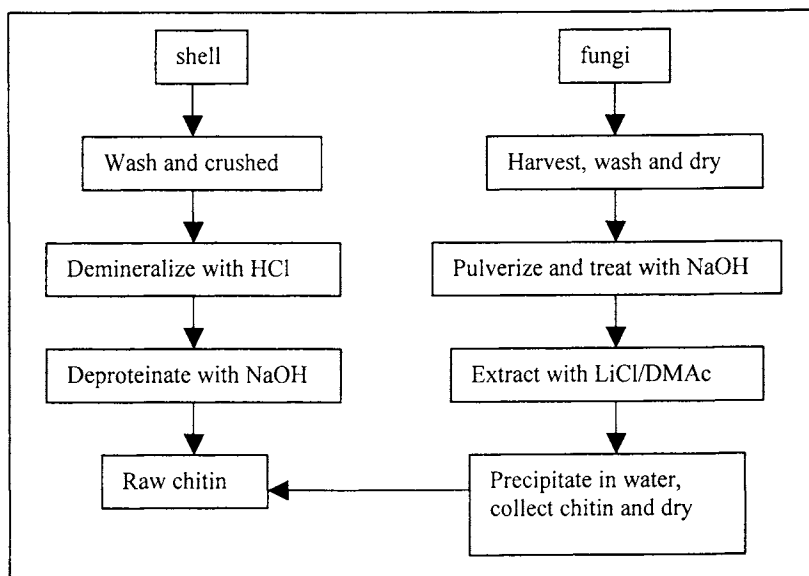 shell
Wash and crushed
Demineralize with HCl
Deproteinate with NaOH
Raw chitin
fungi
Harvest, wash and dry
Pulverize and treat with NaOH
Extract with LiCl/DMAc
Precipitate in water,
collect chitin and dry